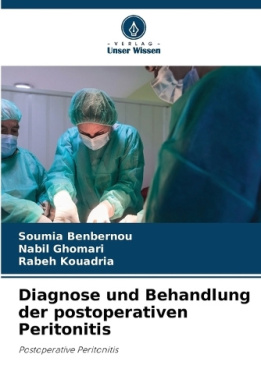 · VERLAG ·
Unser Wissen
Soumia Benbernou
Nabil Ghomari
Rabeh Kouadria
Diagnose und Behandlung
der postoperativen
Peritonitis
Postoperative Peritonitis